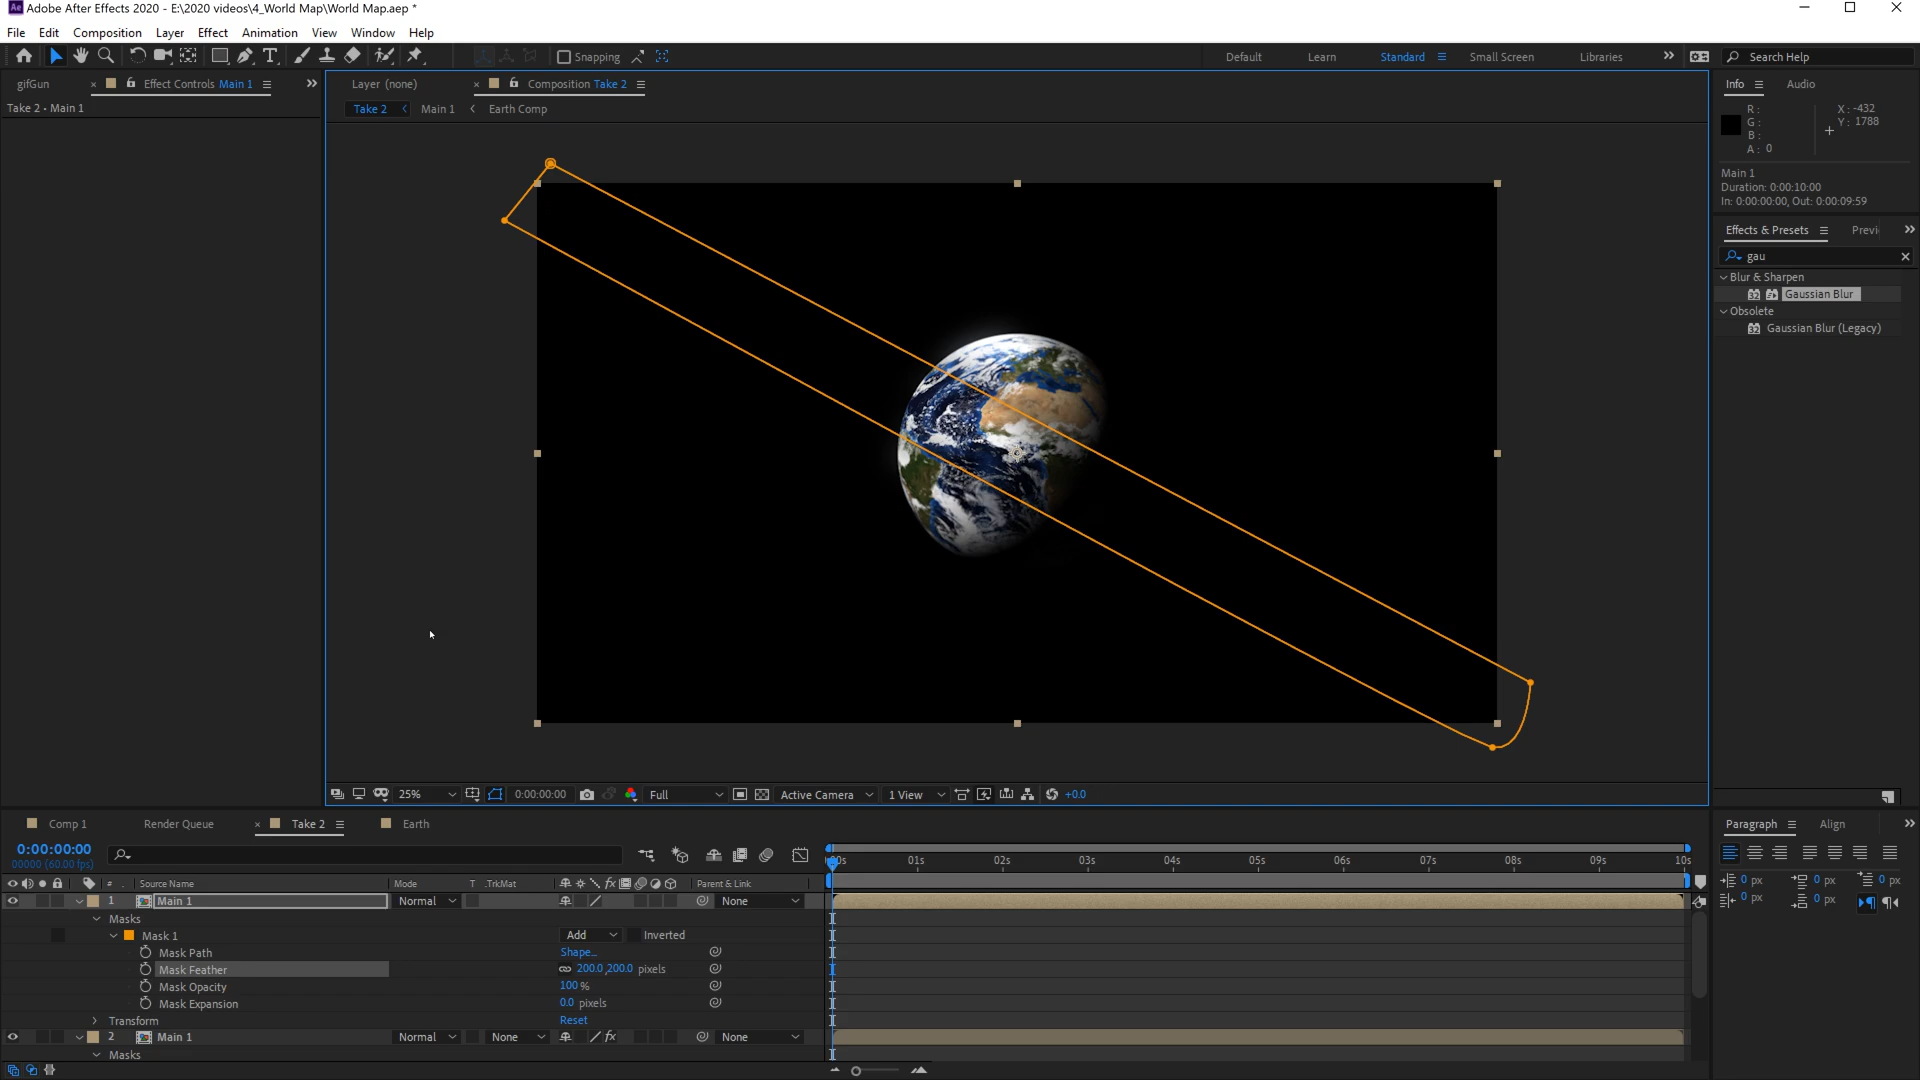 Adobe After Effects 2020 - E:\2020 videos\4_World Map\World Map.aep *
File Edit Composition Layer Effect Animation View Window Help
Snapping Default Learn Standard Small Screen Libraries Search Help
gifGun Effect Controls Main 1
Take 2 • Main 1
Layer (none) Composition Take 2
Take 2 Main 1 Earth Comp
Info Audio
R:
G:
B:
A: 0
X: -432
Y: 1788
Main 1
Duration: 0:00:10:00
In: 0:00:00:00, Out: 0:00:09:59
Effects & Presets Previ
gau
Blur & Sharpen
Gaussian Blur
Obsolete
Gaussian Blur (Legacy)
25% 0:00:00:00 Full Active Camera 1 View +0.0
Comp 1 Render Queue Take 2 Earth
0:00:00:00
00000 (60.00 fps)
# Source Name Mode T .TrkMat Parent & Link
00s 01s 02s 03s 04s 05s 06s 07s 08s 09s 10s
1 Main 1 Normal None
Masks
Mask 1 Add Inverted
Mask Path Shape...
Mask Feather 200.0,200.0 pixels
Mask Opacity 100 %
Mask Expansion 0.0 pixels
Transform Reset
2 Main 1 Normal None None
Masks
Paragraph Align
0 px 0 px 0 px
0 px 0 px